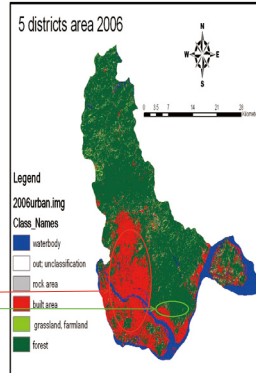 5 districts area 2006
N
W E
S
0 3.5 7 14 21 28
Kilometers
Legend
2006urban.img
Class_Names
waterbody
out; unclassification
rock area
built area
grassland, farmland
forest